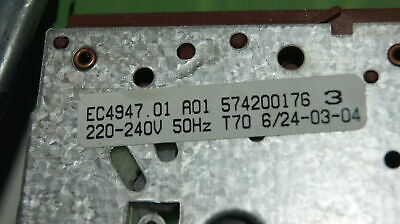 EC4947.01 A01 574200176 3
220-240V 50Hz T70 6/24-03-04